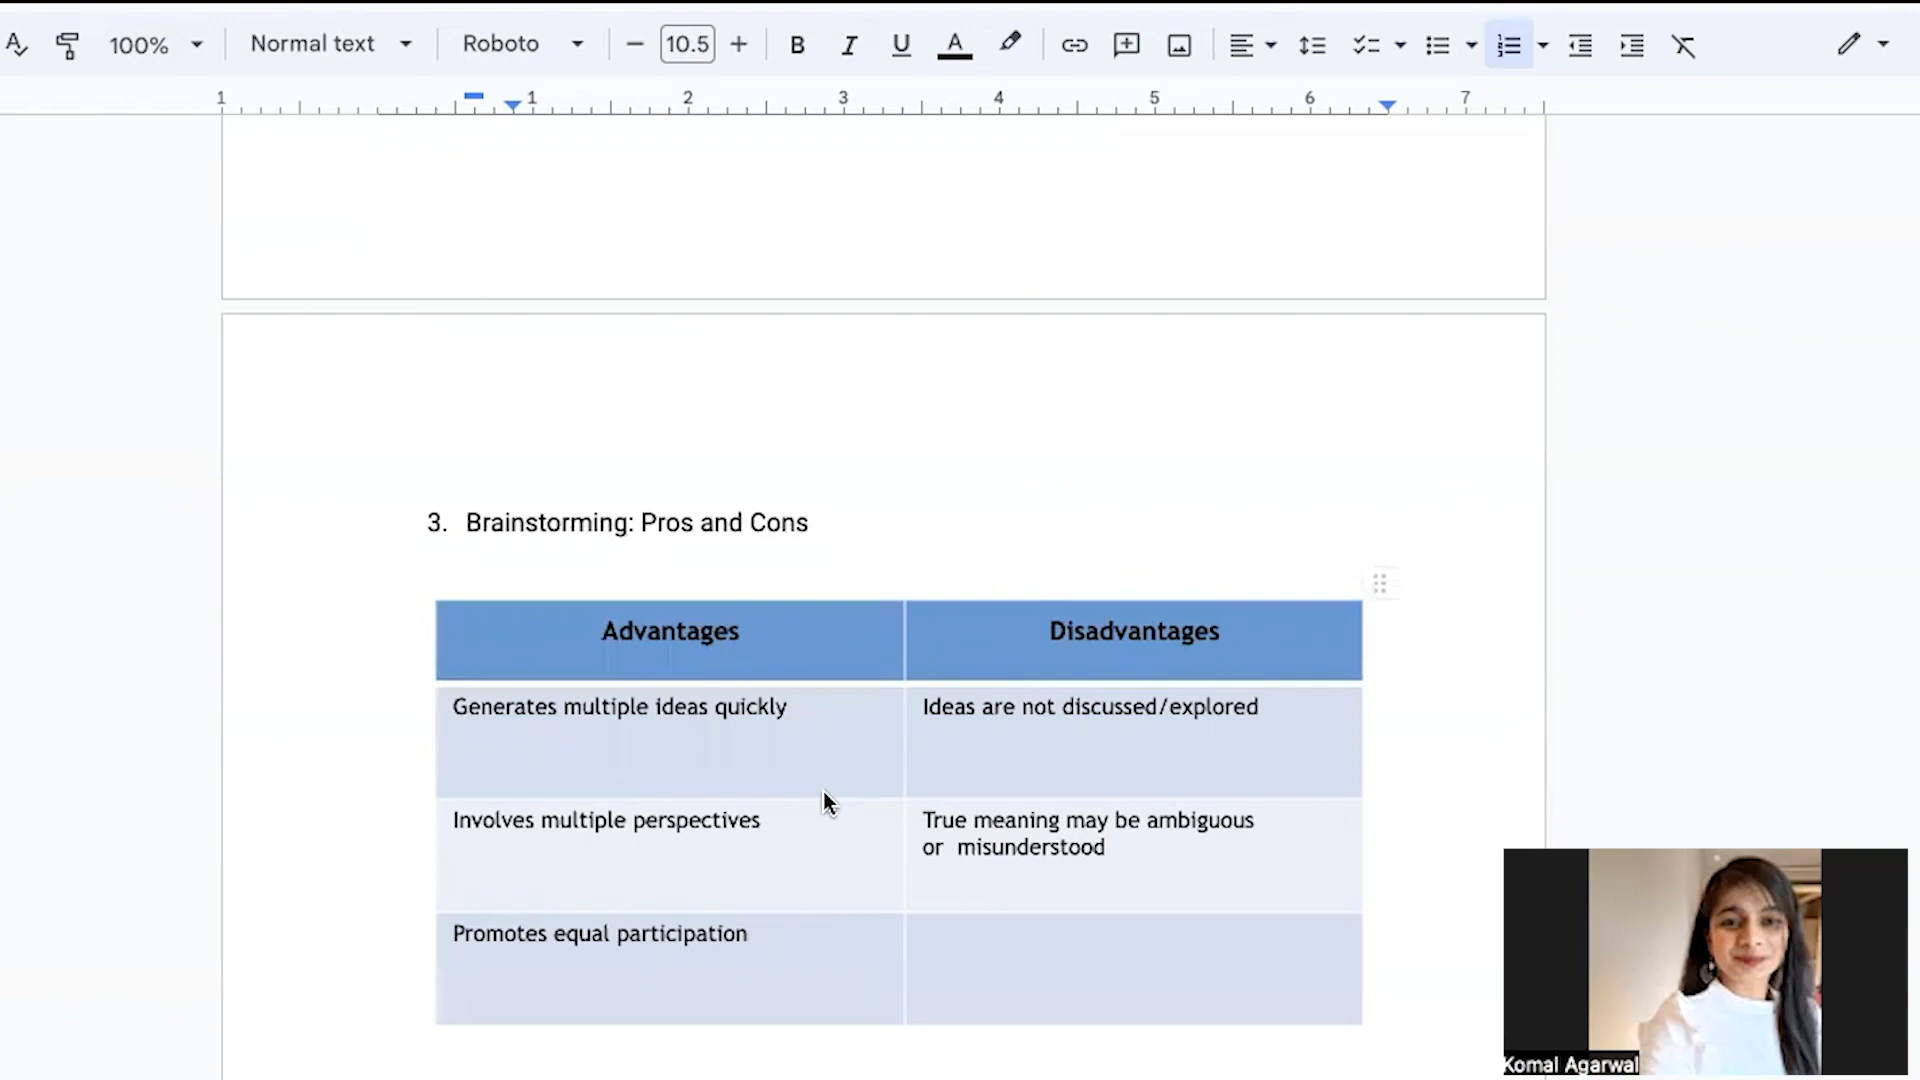 100% Normal text Roboto 10.5 B I U A
1 1 2 3 4 5 6 7
3. Brainstorming: Pros and Cons
Advantages Disadvantages
Generates multiple ideas quickly Ideas are not discussed/explored
Involves multiple perspectives True meaning may be ambiguous
or misunderstood
Promotes equal participation
Komal Agarwal